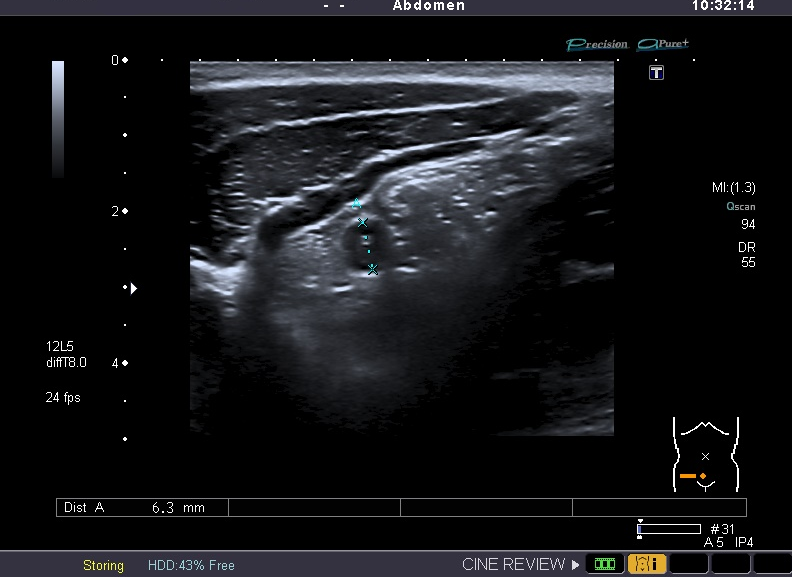 - - Abdomen 10:32:14
Precision APure+
0
T
MI:(1.3)
Qscan
94
DR
55
2
12L5
diffT8.0
24 fps
4
Dist A 6.3 mm
#31
A 5 IP4
Storing HDD:43% Free CINE REVIEW
i